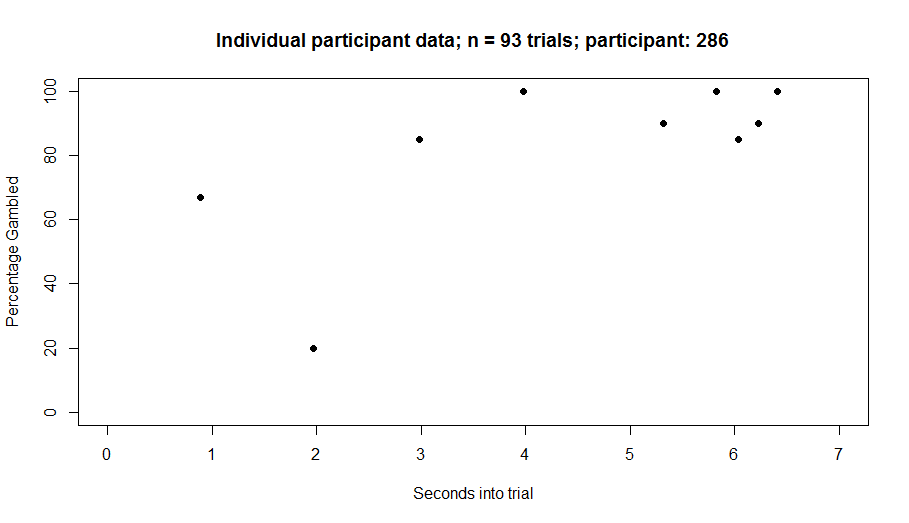 Individual participant data; n = 93 trials; participant: 286
Percentage Gambled
100
80
60
40
20
0
0 1 2 3 4 5 6 7
Seconds into trial